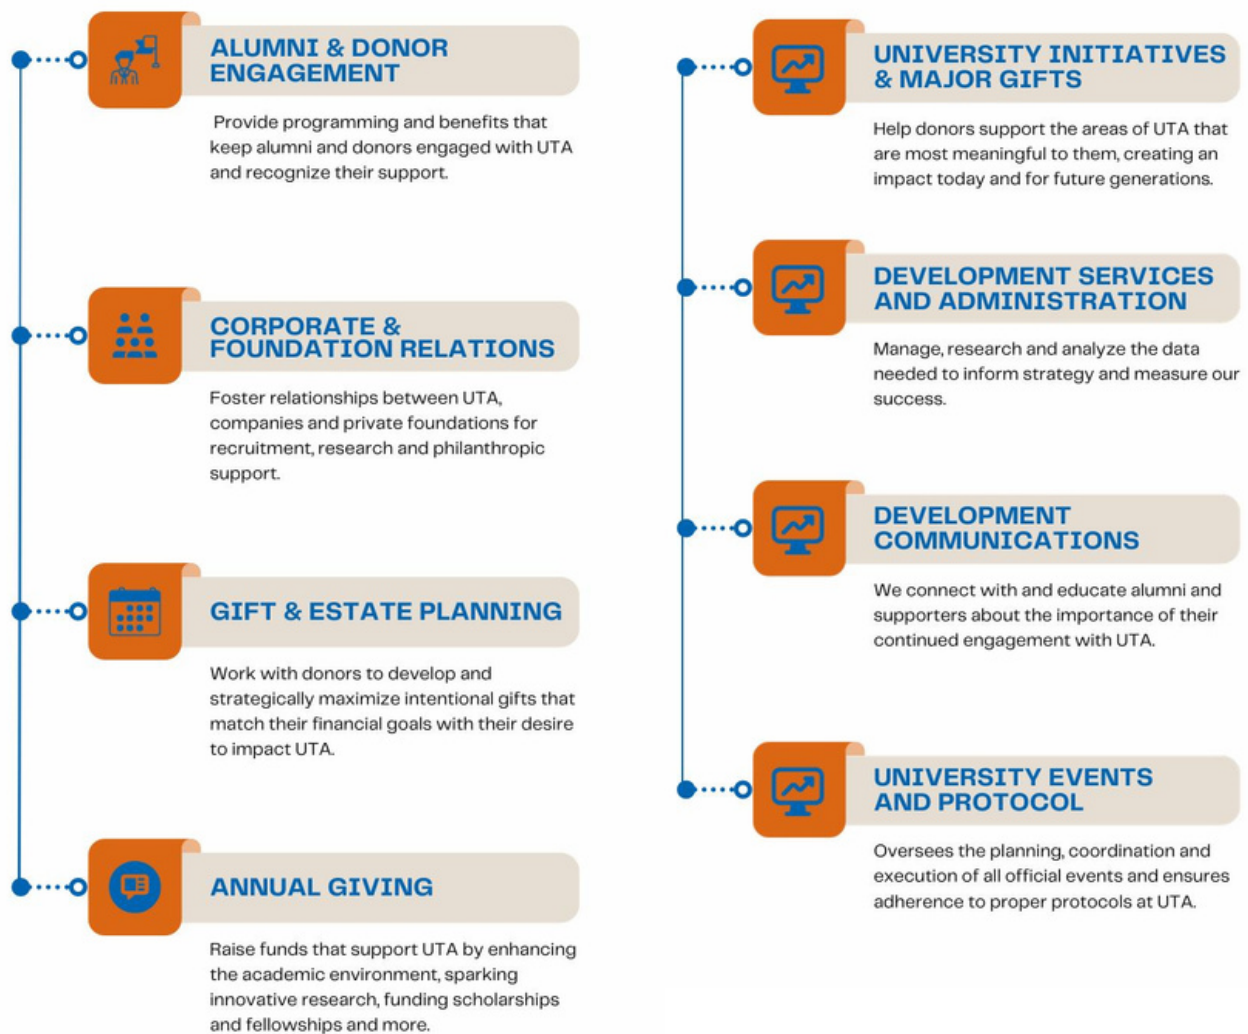 ALUMNI & DONOR
ENGAGEMENT
Provide programming and benefits that
keep alumni and donors engaged with UTA
and recognize their support.
CORPORATE &
FOUNDATION RELATIONS
Foster relationships between UTA,
companies and private foundations for
recruitment, research and philanthropic
support.
GIFT & ESTATE PLANNING
Work with donors to develop and
strategically maximize intentional gifts that
match their financial goals with their desire
to impact UTA.
ANNUAL GIVING
Raise funds that support UTA by enhancing
the academic environment, sparking
innovative research, funding scholarships
and fellowships and more.
UNIVERSITY INITIATIVES
& MAJOR GIFTS
Help donors support the areas of UTA that
are most meaningful to them, creating an
impact today and for future generations.
DEVELOPMENT SERVICES
AND ADMINISTRATION
Manage, research and analyze the data
needed to inform strategy and measure our
success.
DEVELOPMENT
COMMUNICATIONS
We connect with and educate alumni and
supporters about the importance of their
continued engagement with UTA.
UNIVERSITY EVENTS
AND PROTOCOL
Oversees the planning, coordination and
execution of all official events and ensures
adherence to proper protocols at UTA.